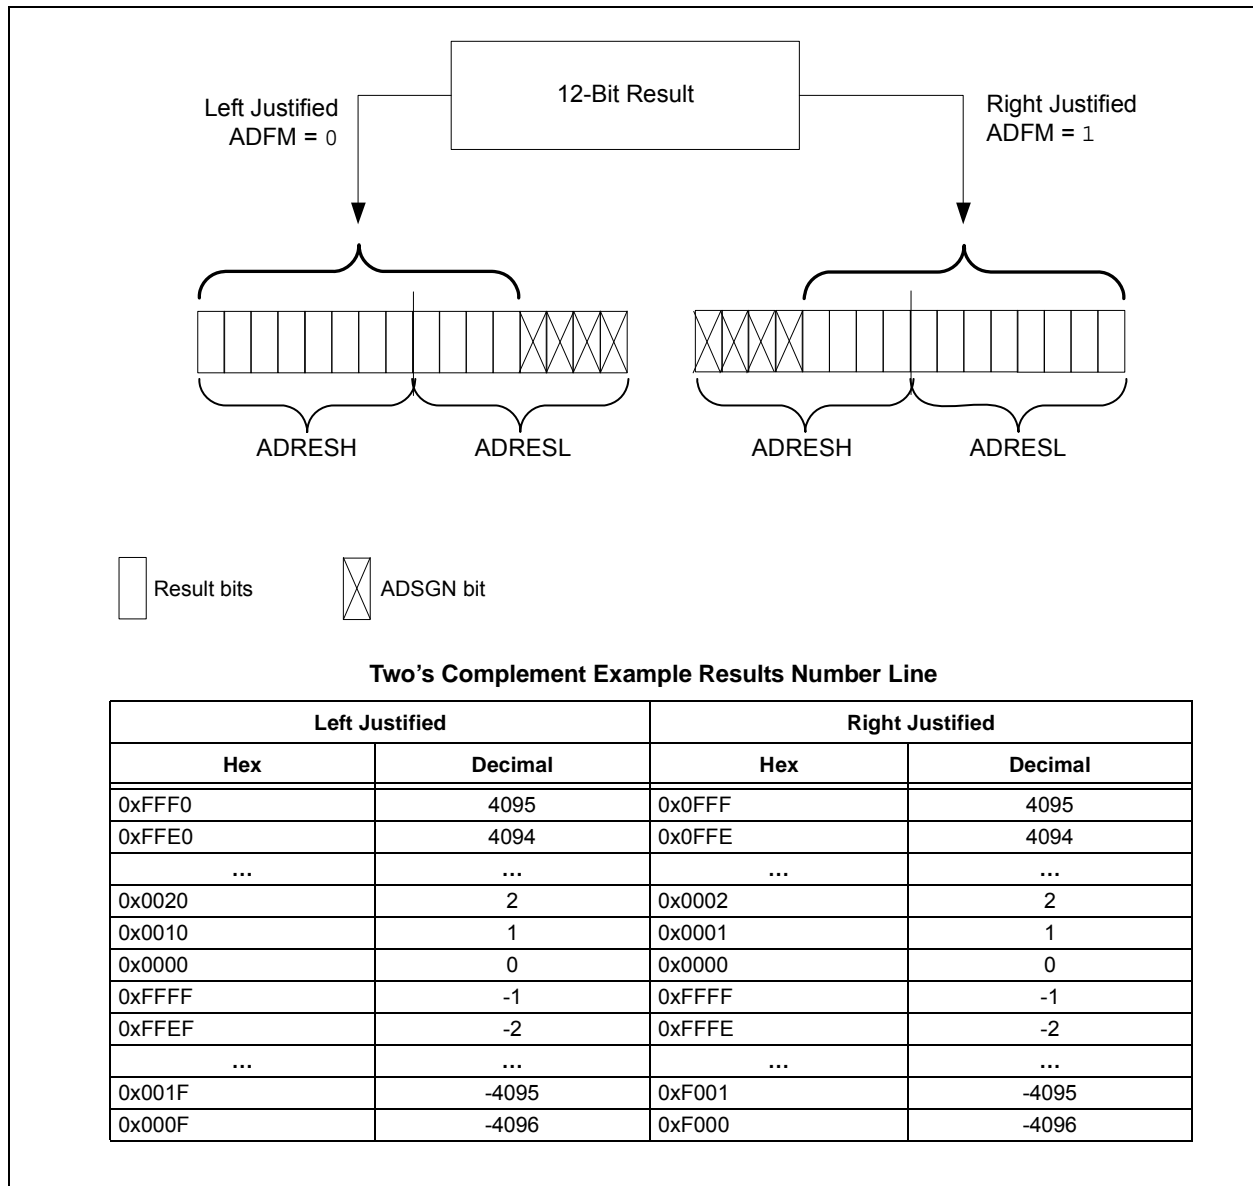 12-Bit Result
Left Justified
ADFM = 0
Right Justified
ADFM = 1
ADRESH ADRESL ADRESH ADRESL
Result bits ADSGN bit
Two’s Complement Example Results Number Line
Left Justified Right Justified
Hex Decimal Hex Decimal
0xFFF0 4095 0x0FFF 4095
0xFFE0 4094 0x0FFE 4094
… … … …
0x0020 2 0x0002 2
0x0010 1 0x0001 1
0x0000 0 0x0000 0
0xFFFF -1 0xFFFF -1
0xFFEF -2 0xFFFE -2
… … … …
0x001F -4095 0xF001 -4095
0x000F -4096 0xF000 -4096